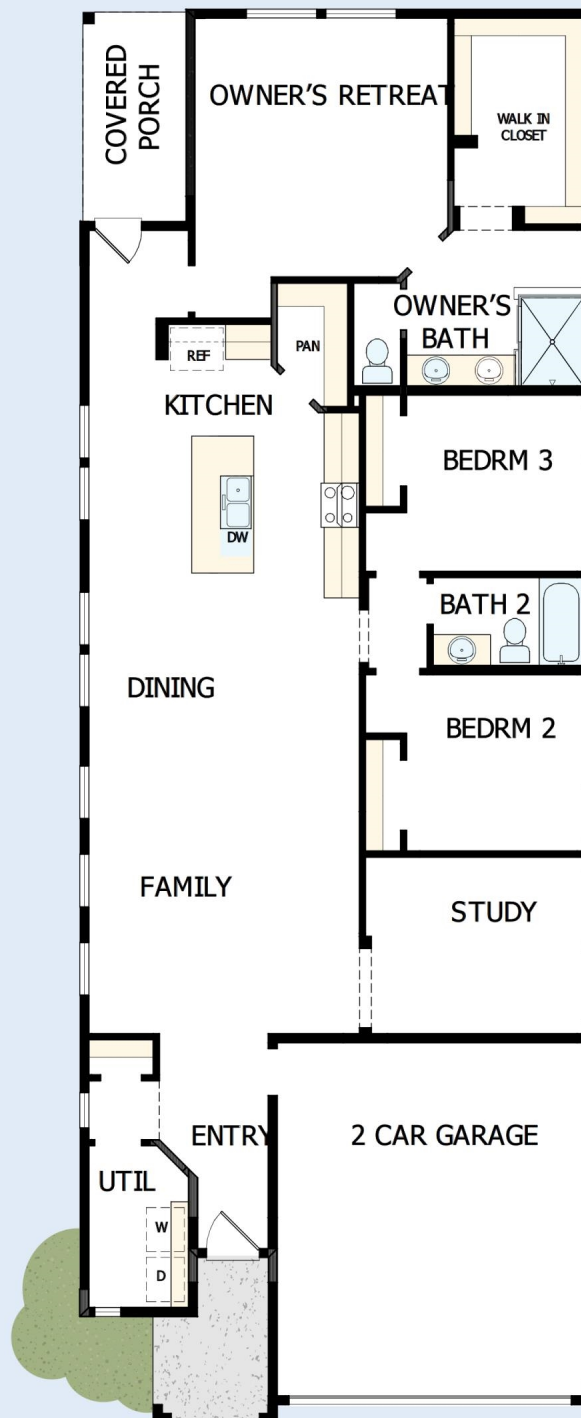 COVERED
PORCH
OWNER'S RETREAT
WALK IN
CLOSET
OWNER'S
BATH
REF
PAN
KITCHEN
BEDRM 3
DW
BATH 2
DINING
BEDRM 2
FAMILY
STUDY
ENTRY
2 CAR GARAGE
UTIL
W
D